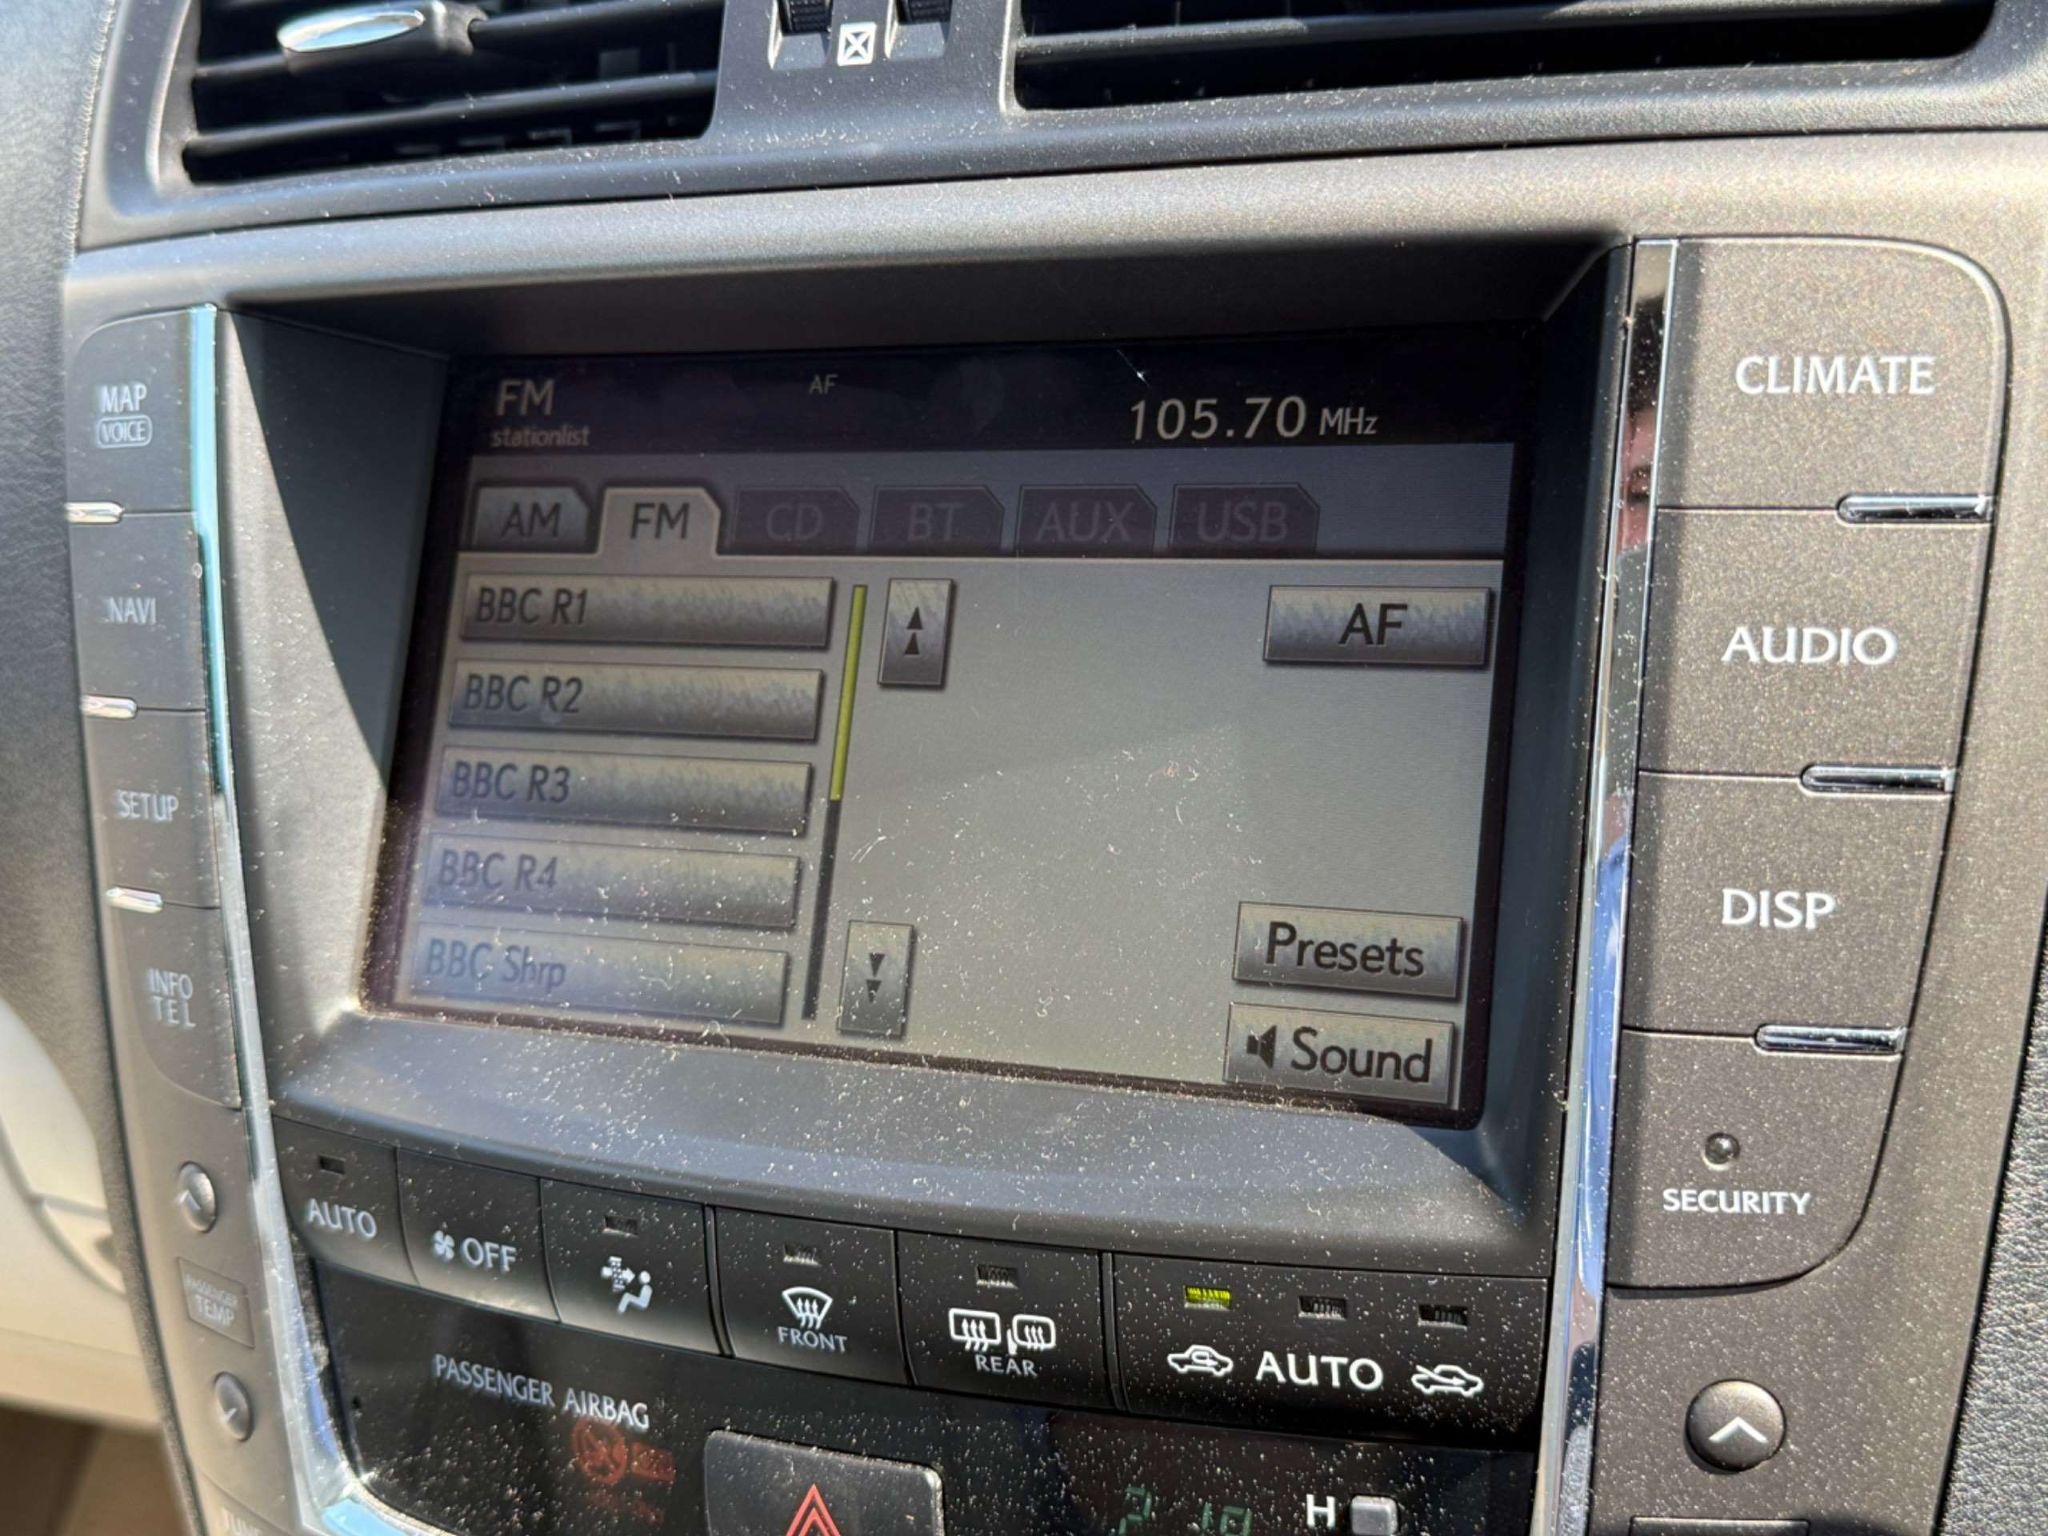 FM
AF
stationlist
105.70 MHz
AM
FM
CD
BT
AUX
USB
BBC R1
BBC R2
BBC R3
BBC R4
BBC Shrp
AF
Presets
Sound
MAP
VOICE
NAVI
SETUP
INFO
TEL
CLIMATE
AUDIO
DISP
SECURITY
AUTO
OFF
FRONT
REAR
AUTO
PASSENGER
TEMP
PASSENGER AIRBAG
H